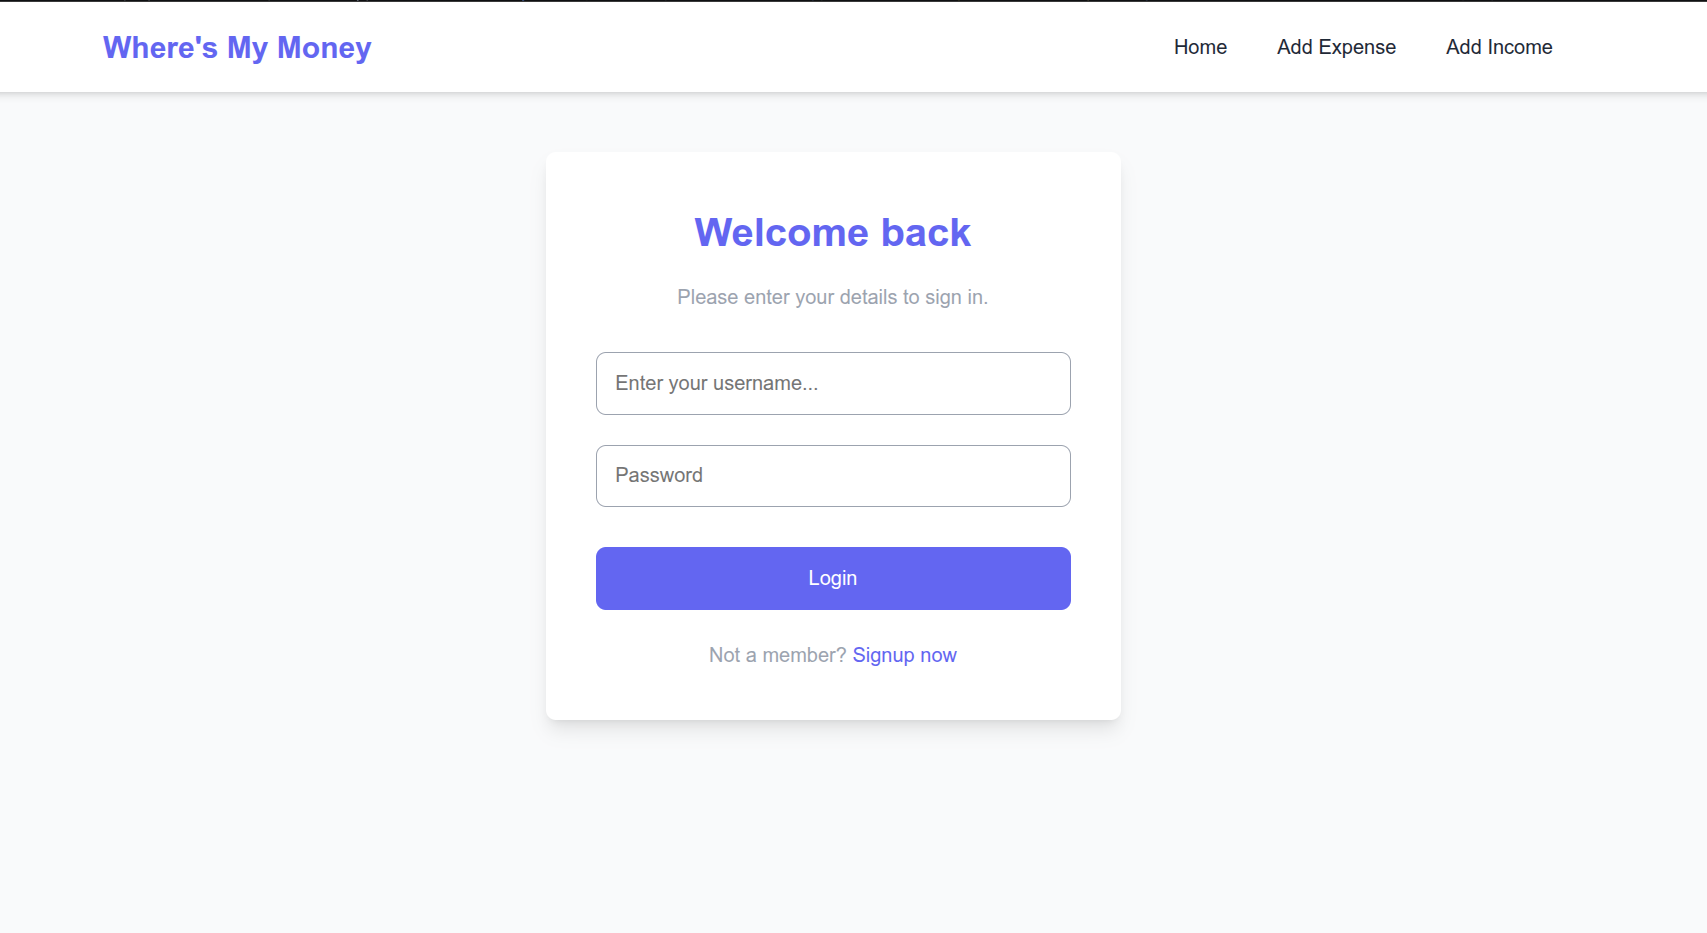 Where's My Money
Home Add Expense Add Income
Welcome back
Please enter your details to sign in.
Enter your username...
Password
Login
Not a member? Signup now